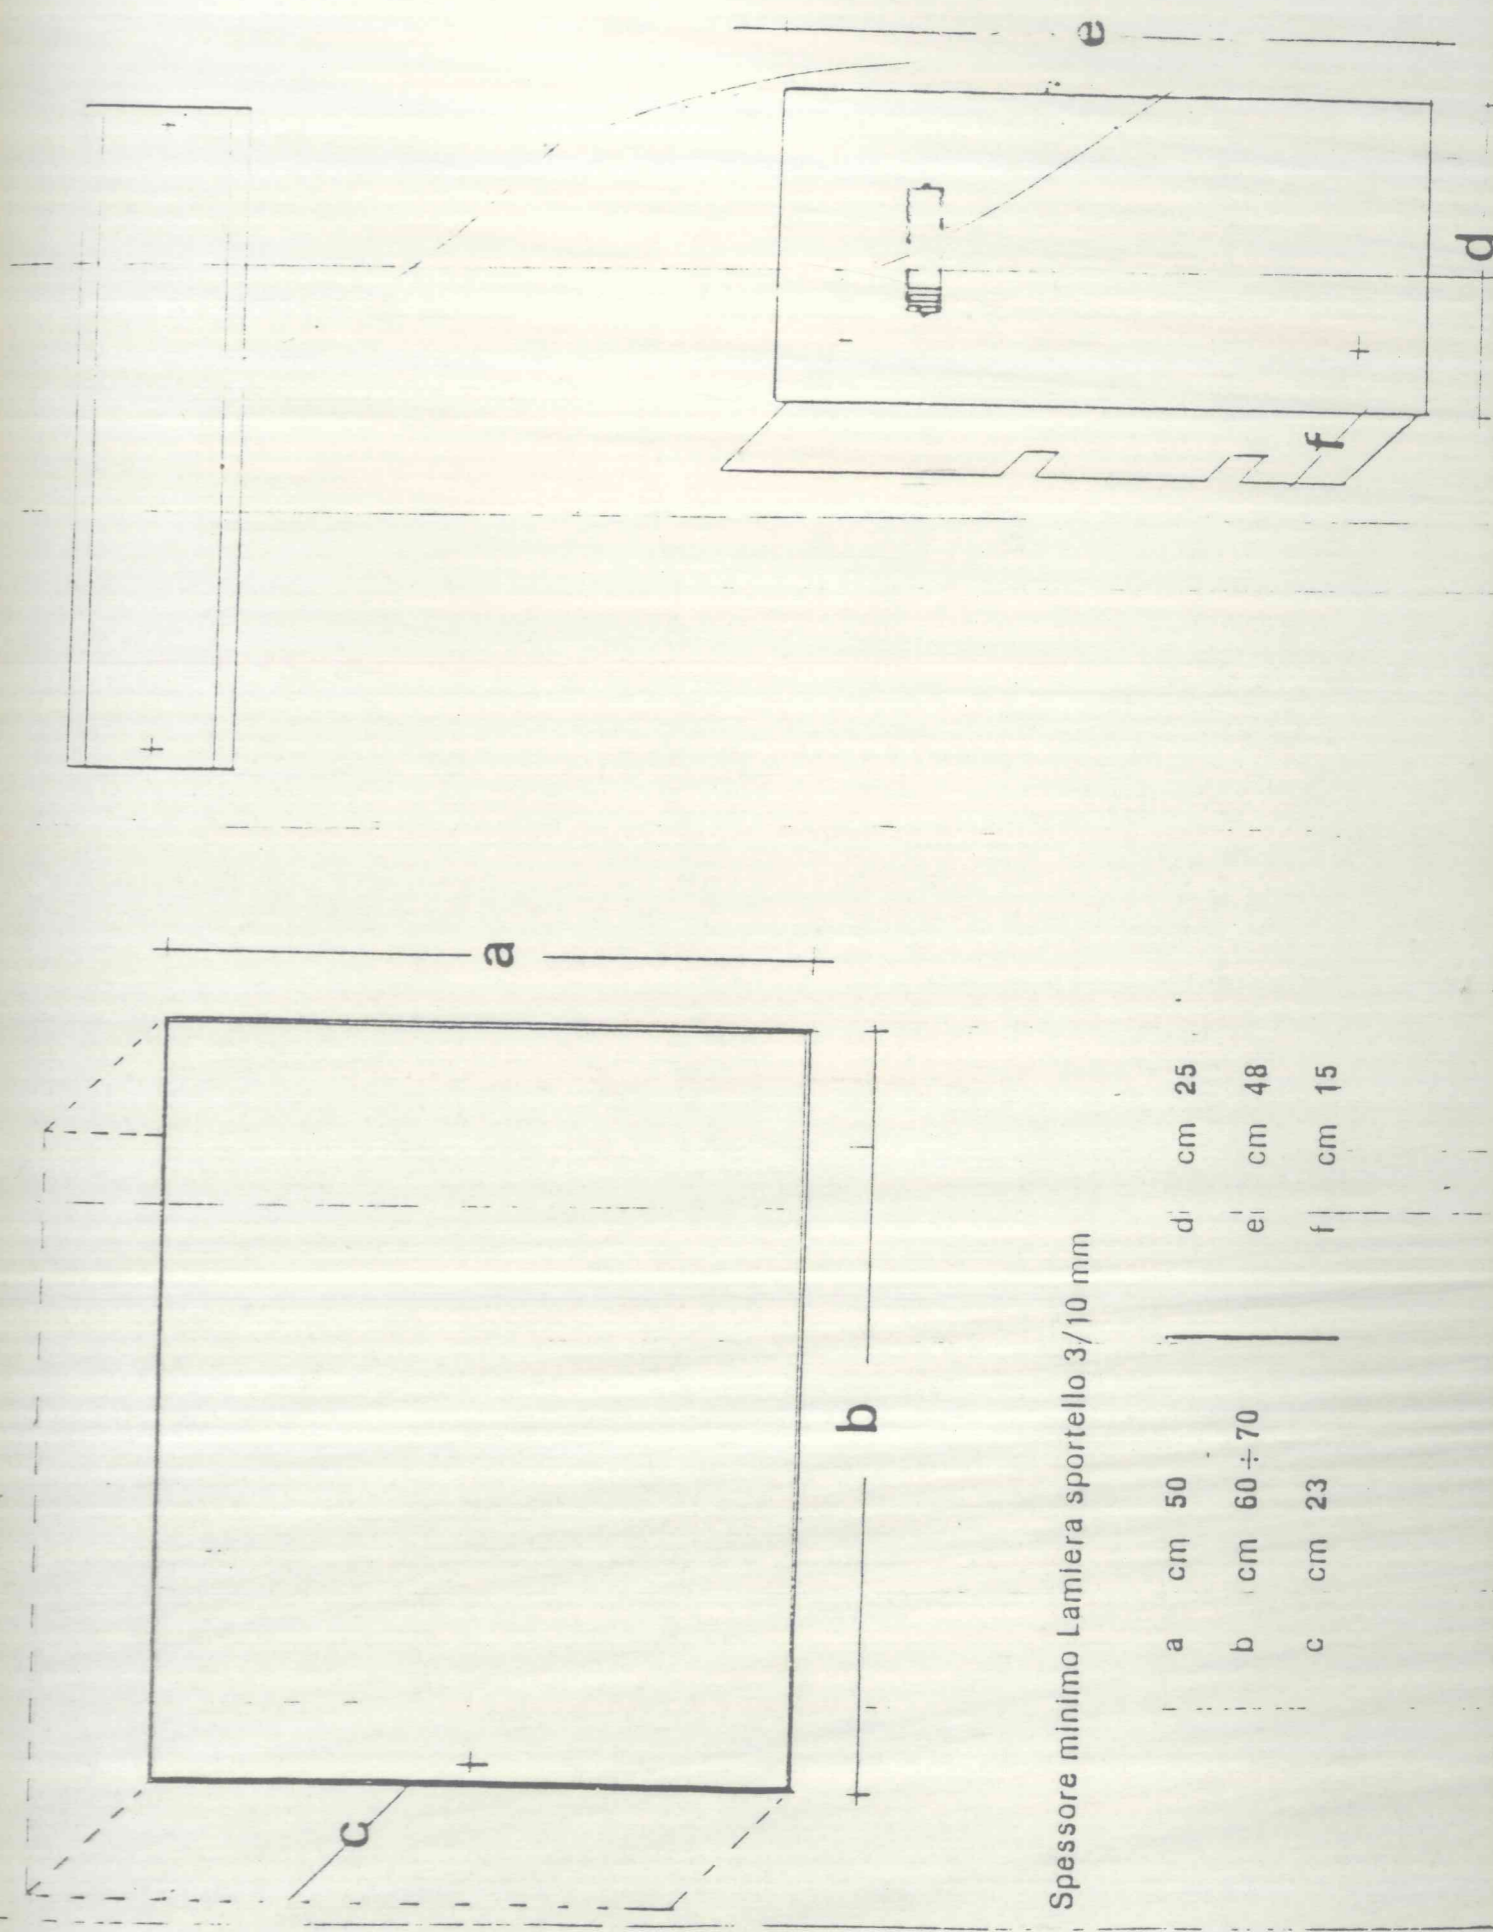 a
e
c
b
f
d
Spessore minimo Lamiera sportello 3/10 mm
a cm 50 d cm 25
b cm 60 ÷ 70 e cm 48
c cm 23 f cm 15